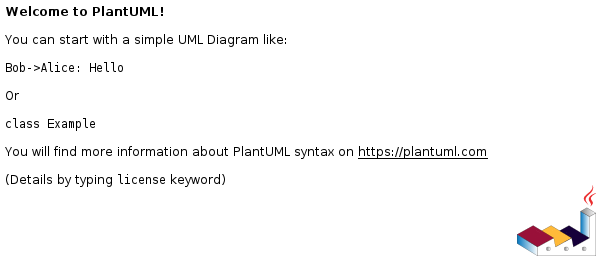 Welcome to PlantUML!
You can start with a simple UML Diagram like:
Bob->Alice: Hello
Or
class Example
You will find more information about PlantUML syntax on https://plantuml.com
(Details by typing license keyword)